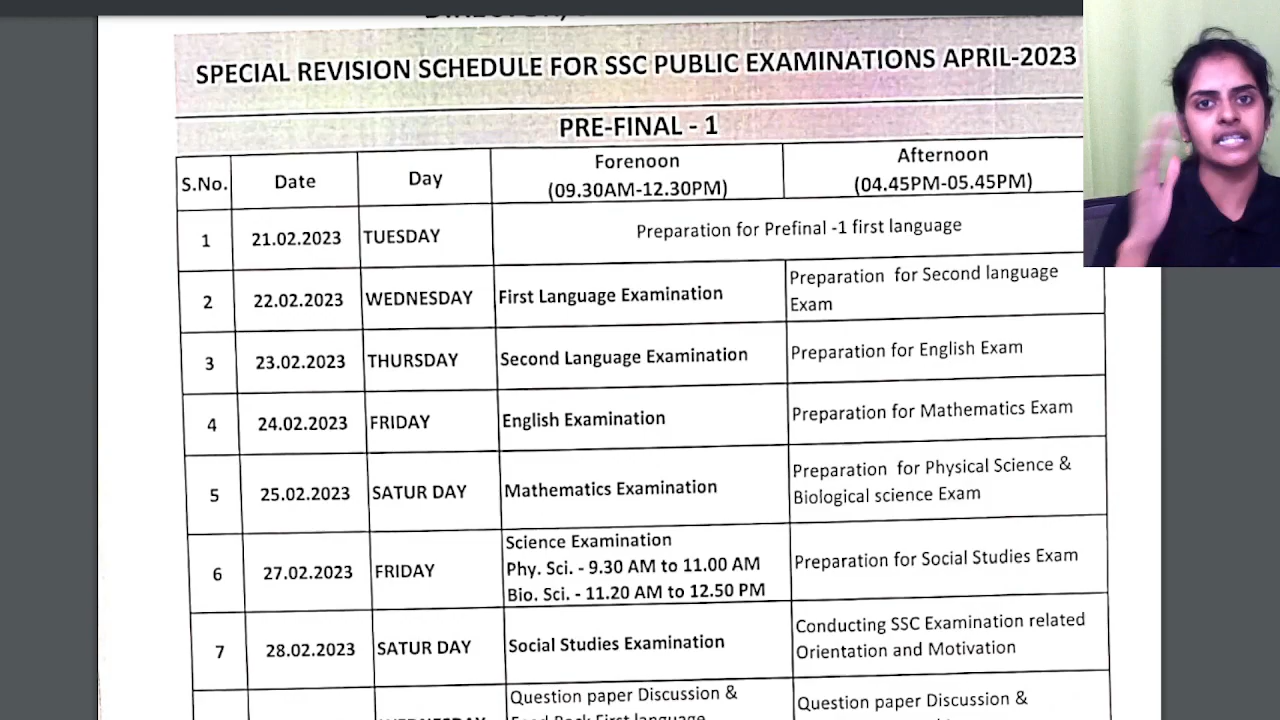 SPECIAL REVISION SCHEDULE FOR SSC PUBLIC EXAMINATIONS APRIL-2023
PRE-FINAL - 1
S.No. Date Day Forenoon (09.30AM-12.30PM) Afternoon (04.45PM-05.45PM)
1 21.02.2023 TUESDAY Preparation for Prefinal -1 first language
2 22.02.2023 WEDNESDAY First Language Examination Preparation for Second language Exam
3 23.02.2023 THURSDAY Second Language Examination Preparation for English Exam
4 24.02.2023 FRIDAY English Examination Preparation for Mathematics Exam
5 25.02.2023 SATUR DAY Mathematics Examination Preparation for Physical Science & Biological science Exam
6 27.02.2023 FRIDAY Science Examination
Phy. Sci. - 9.30 AM to 11.00 AM
Bio. Sci. - 11.20 AM to 12.50 PM Preparation for Social Studies Exam
7 28.02.2023 SATUR DAY Social Studies Examination Conducting SSC Examination related Orientation and Motivation
Question paper Discussion & Question paper Discussion &